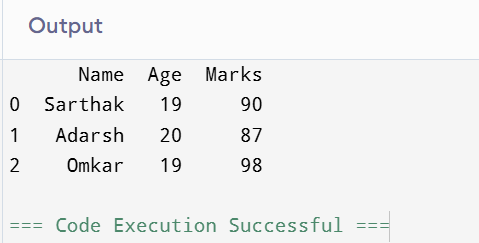 Output
Name Age Marks
0 Sarthak 19 90
1 Adarsh 20 87
2 Omkar 19 98
=== Code Execution Successful ===